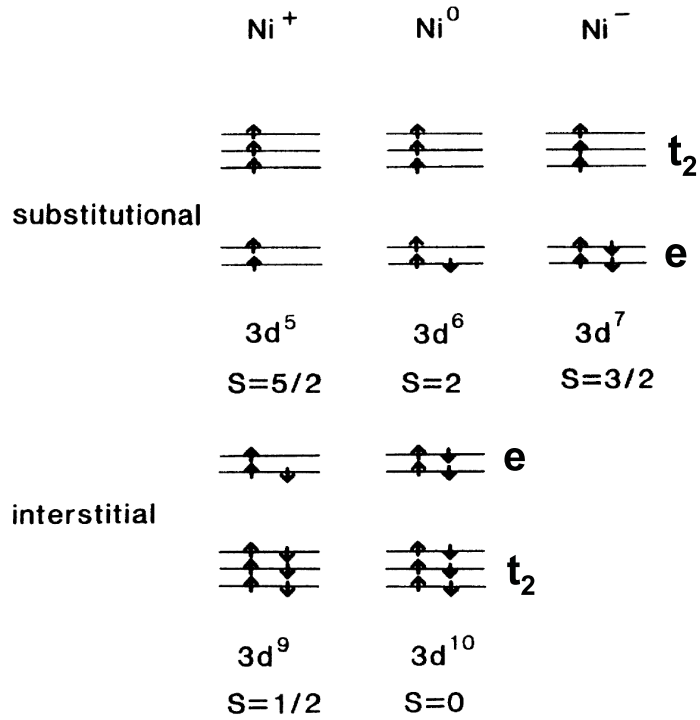 Ni⁺ Ni⁰ Ni⁻
t₂
substitutional
e
3d⁵ 3d⁶ 3d⁷
S=5/2 S=2 S=3/2
e
interstitial
t₂
3d⁹ 3d¹⁰
S=1/2 S=0